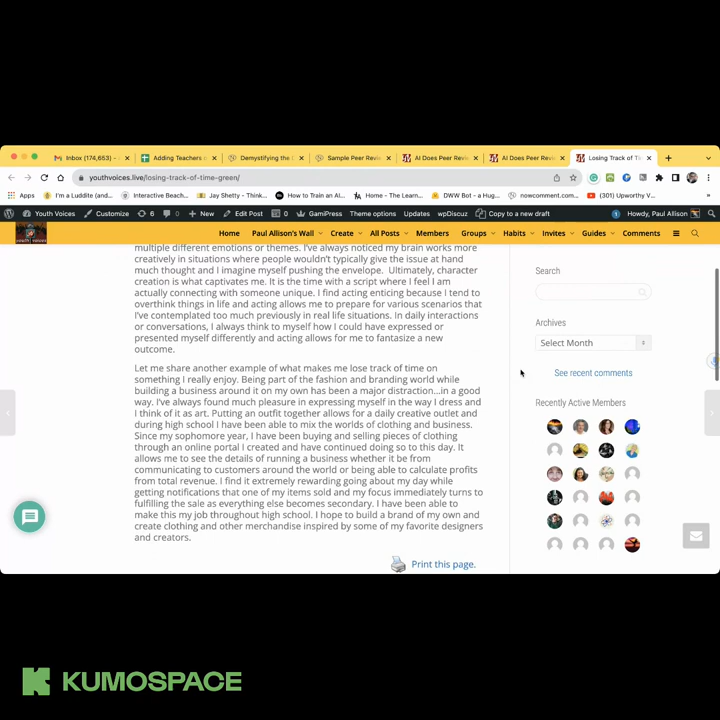 Inbox (174,653) -
Adding Teachers
Demystifying the
Sample Peer Revie
AI Does Peer Revie
AI Does Peer Revie
Losing Track of Ti
youthvoices.live/losing-track-of-time-green/
Apps
I'm a Luddite (and...
Interactive Beach...
Jay Shetty - Think...
How to Train an AI...
Home - The Learn...
DWW Bot - a Hug...
nowcomment.com...
(301) Upworthy V...
Youth Voices
Customize
6
0
New
Edit Post
0
GamiPress
Theme options
Updates
wpDiscuz
Copy to a new draft
1
Howdy, Paul Allison
Home
Paul Allison's Wall
Create
All Posts
Members
Groups
Habits
Invites
Guides
Comments
multiple different emotions or themes. I've always noticed my brain works more
creatively in situations where people wouldn't typically give the issue at hand
much thought and I imagine myself pushing the envelope. Ultimately, character
creation is what captivates me. It is the time with a script where I feel I am
actually connecting with someone unique. I find acting enticing because I tend to
overthink things in life and acting allows me to prepare for various scenarios that
I've contemplated too much previously in real life situations. In daily interactions
or conversations, I always think to myself how I could have expressed or
presented myself differently and acting allows for me to fantasize a new
outcome.
Let me share another example of what makes me lose track of time on
something I really enjoy. Being part of the fashion and branding world while
building a business around it on my own has been a major distraction...in a good
way. I've always found much pleasure in expressing myself in the way I dress and
I think of it as art. Putting an outfit together allows for a daily creative outlet and
during high school I have been able to mix the worlds of clothing and business.
Since my sophomore year, I have been buying and selling pieces of clothing
through an online portal I created and have continued doing so to this day. It
allows me to see the details of running a business whether it be from
communicating to customers around the world or being able to calculate profits
from total revenue. I find it extremely rewarding going about my day while
getting notifications that one of my items sold and my focus immediately turns to
fulfilling the sale as everything else becomes secondary. I have been able to
make this my job throughout high school. I hope to build a brand of my own and
create clothing and other merchandise inspired by some of my favorite designers
and creators.
Print this page.
Search
Archives
Select Month
See recent comments
Recently Active Members
KUMOSPACE